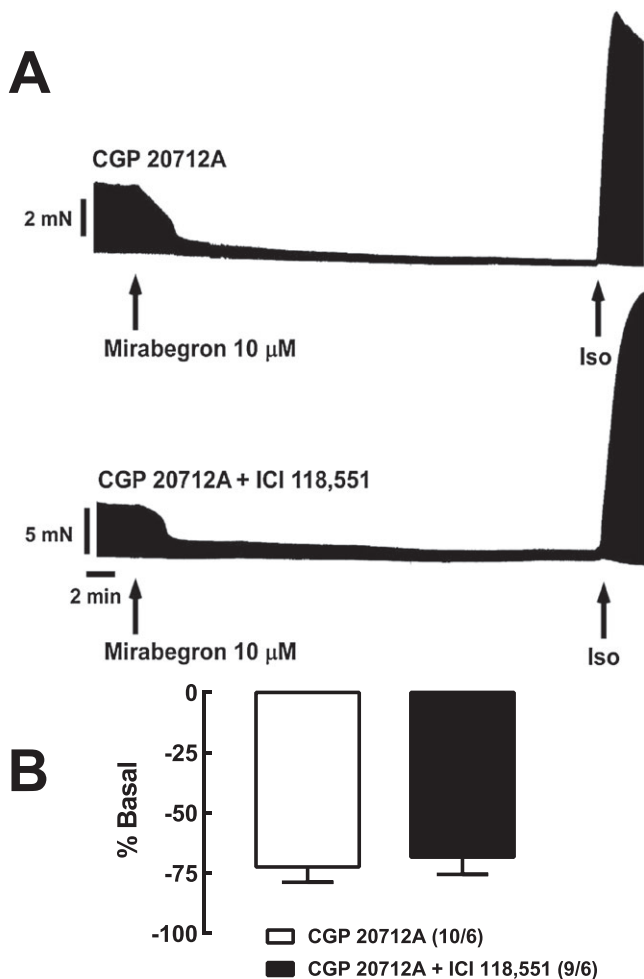 A
CGP 20712A
2 mN
Mirabegron 10 μM
Iso
CGP 20712A + ICI 118,551
5 mN
2 min
Mirabegron 10 μM
Iso
B
% Basal
0
-25
-50
-75
-100
CGP 20712A (10/6)
CGP 20712A + ICI 118,551 (9/6)